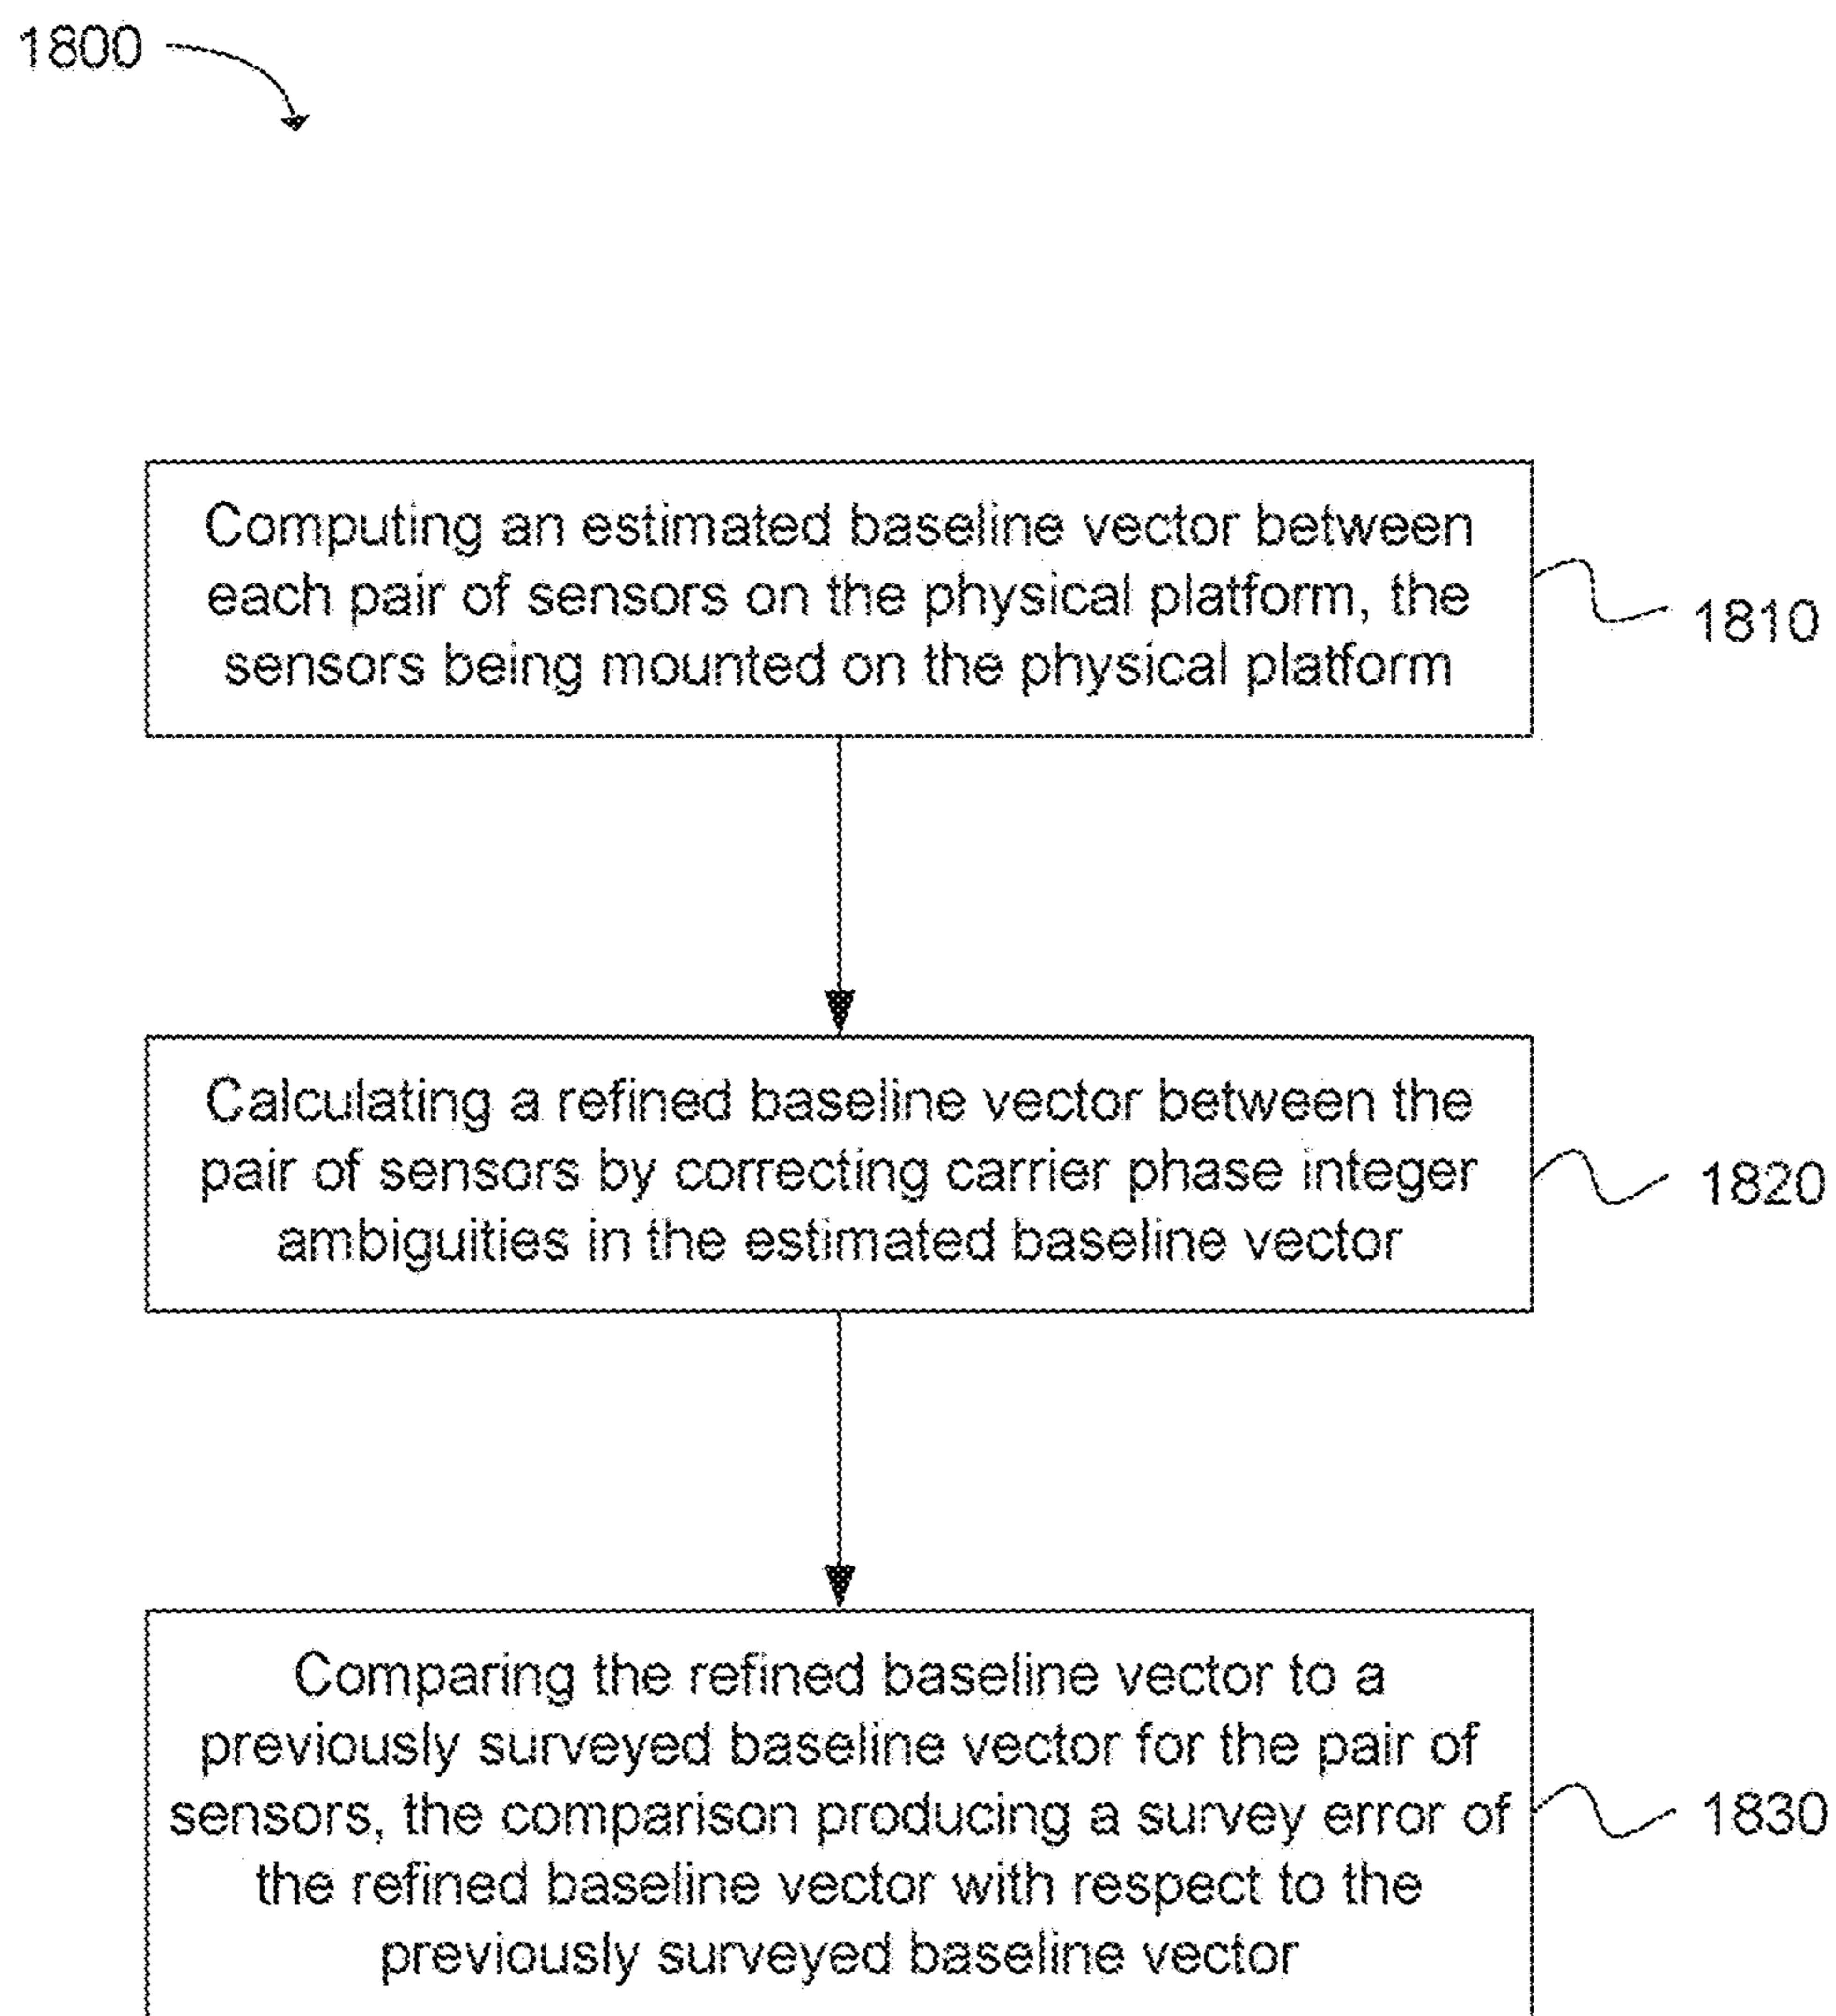 1800
Computing an estimated baseline vector between
each pair of sensors on the physical platform, the
sensors being mounted on the physical platform
1810
Calculating a refined baseline vector between the
pair of sensors by correcting carrier phase integer
ambiguities in the estimated baseline vector
1820
Comparing the refined baseline vector to a
previously surveyed baseline vector for the pair of
sensors, the comparison producing a survey error of
the refined baseline vector with respect to the
previously surveyed baseline vector
1830